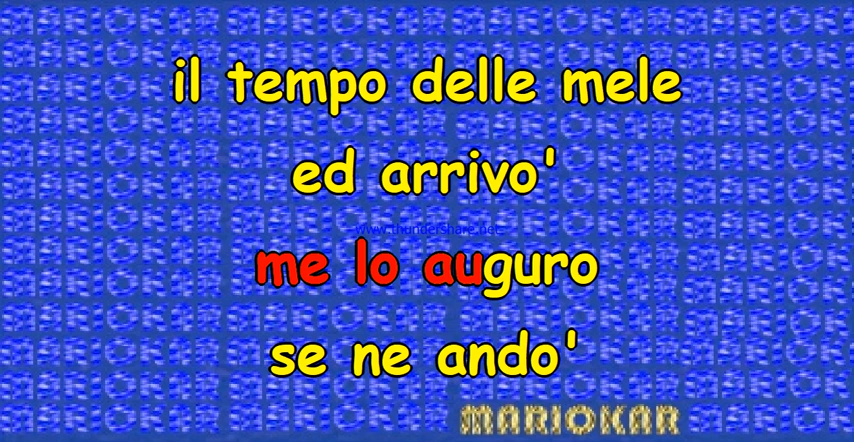 il tempo delle mele
ed arrivo'
www.thundershare.net
me lo auguro
se ne ando'
MARIOKAR